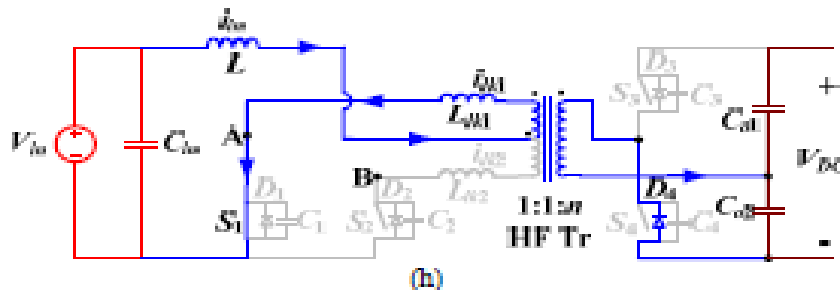 i_in
L
i_lk1
L_lk1
D_3
S_3
C_3
+
C_o1
A
V_in
C_in
i_lk2
L_lk2
B
V_DC
D_1
D_2
D_4
S_1
C_1
S_2
C_2
1:1:n
HF Tr
S_4
C_4
C_o2
-
(h)